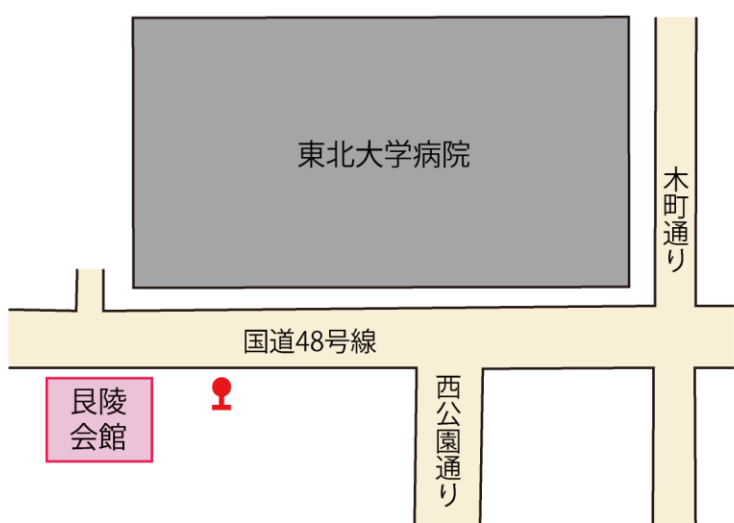 東北大学病院
木町通り
国道48号線
艮陵
会館
西公園通り